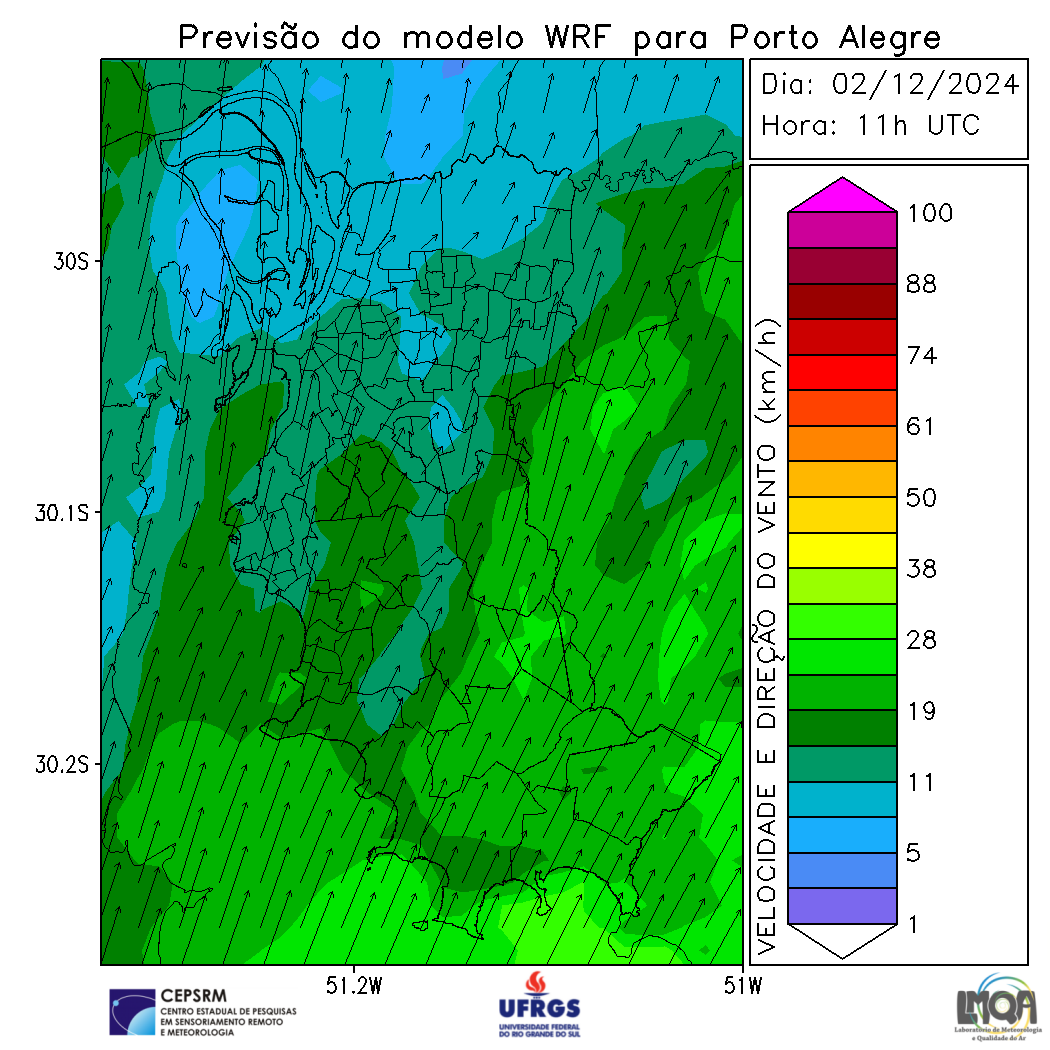 Previsão do modelo WRF para Porto Alegre
Dia: 02/12/2024
Hora: 11h UTC
30S
30.1S
30.2S
51.2W
51W
VELOCIDADE E DIREÇÃO DO VENTO (km/h)
100
88
74
61
50
38
28
19
11
5
1
CEPSRM
CENTRO ESTADUAL DE PESQUISAS
EM SENSORIAMENTO REMOTO
E METEOROLOGIA
UFRGS
UNIVERSIDADE FEDERAL
DO RIO GRANDE DO SUL
LMQA
Laboratório de Meteorologia
e Qualidade do Ar